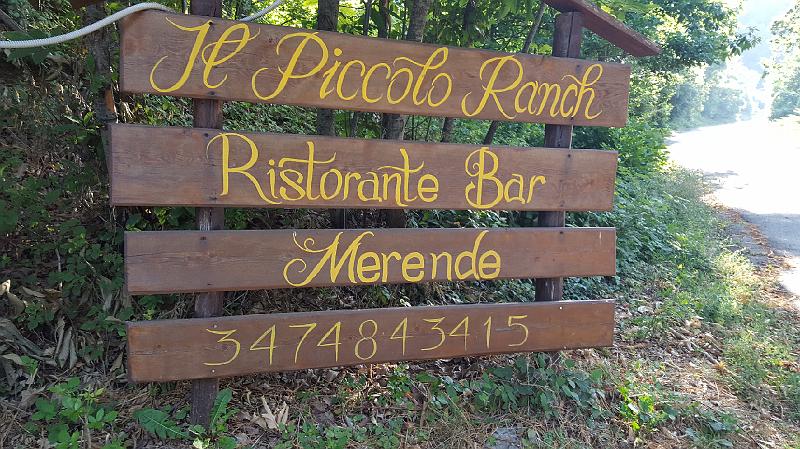 Il Piccolo Ranch
Ristorante Bar
Merende
3474843415